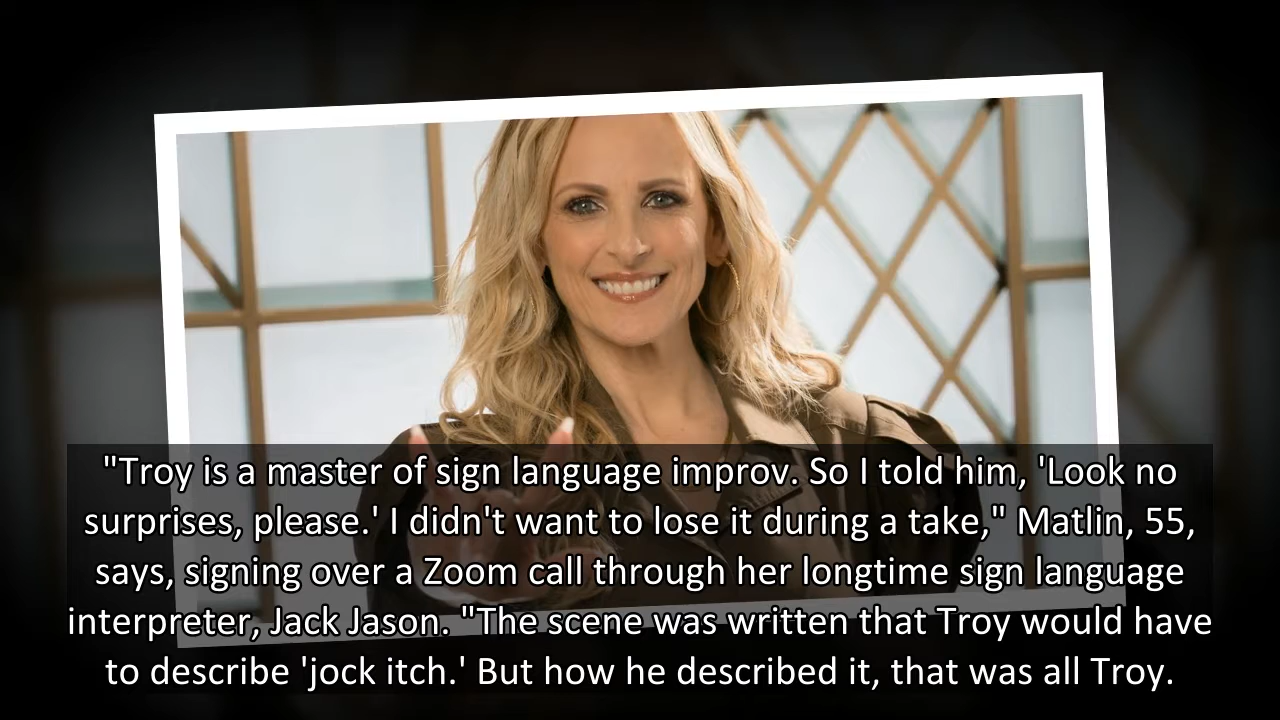 "Troy is a master of sign language improv. So I told him, 'Look no
surprises, please.' I didn't want to lose it during a take," Matlin, 55,
says, signing over a Zoom call through her longtime sign language
interpreter, Jack Jason. "The scene was written that Troy would have
to describe 'jock itch.' But how he described it, that was all Troy.